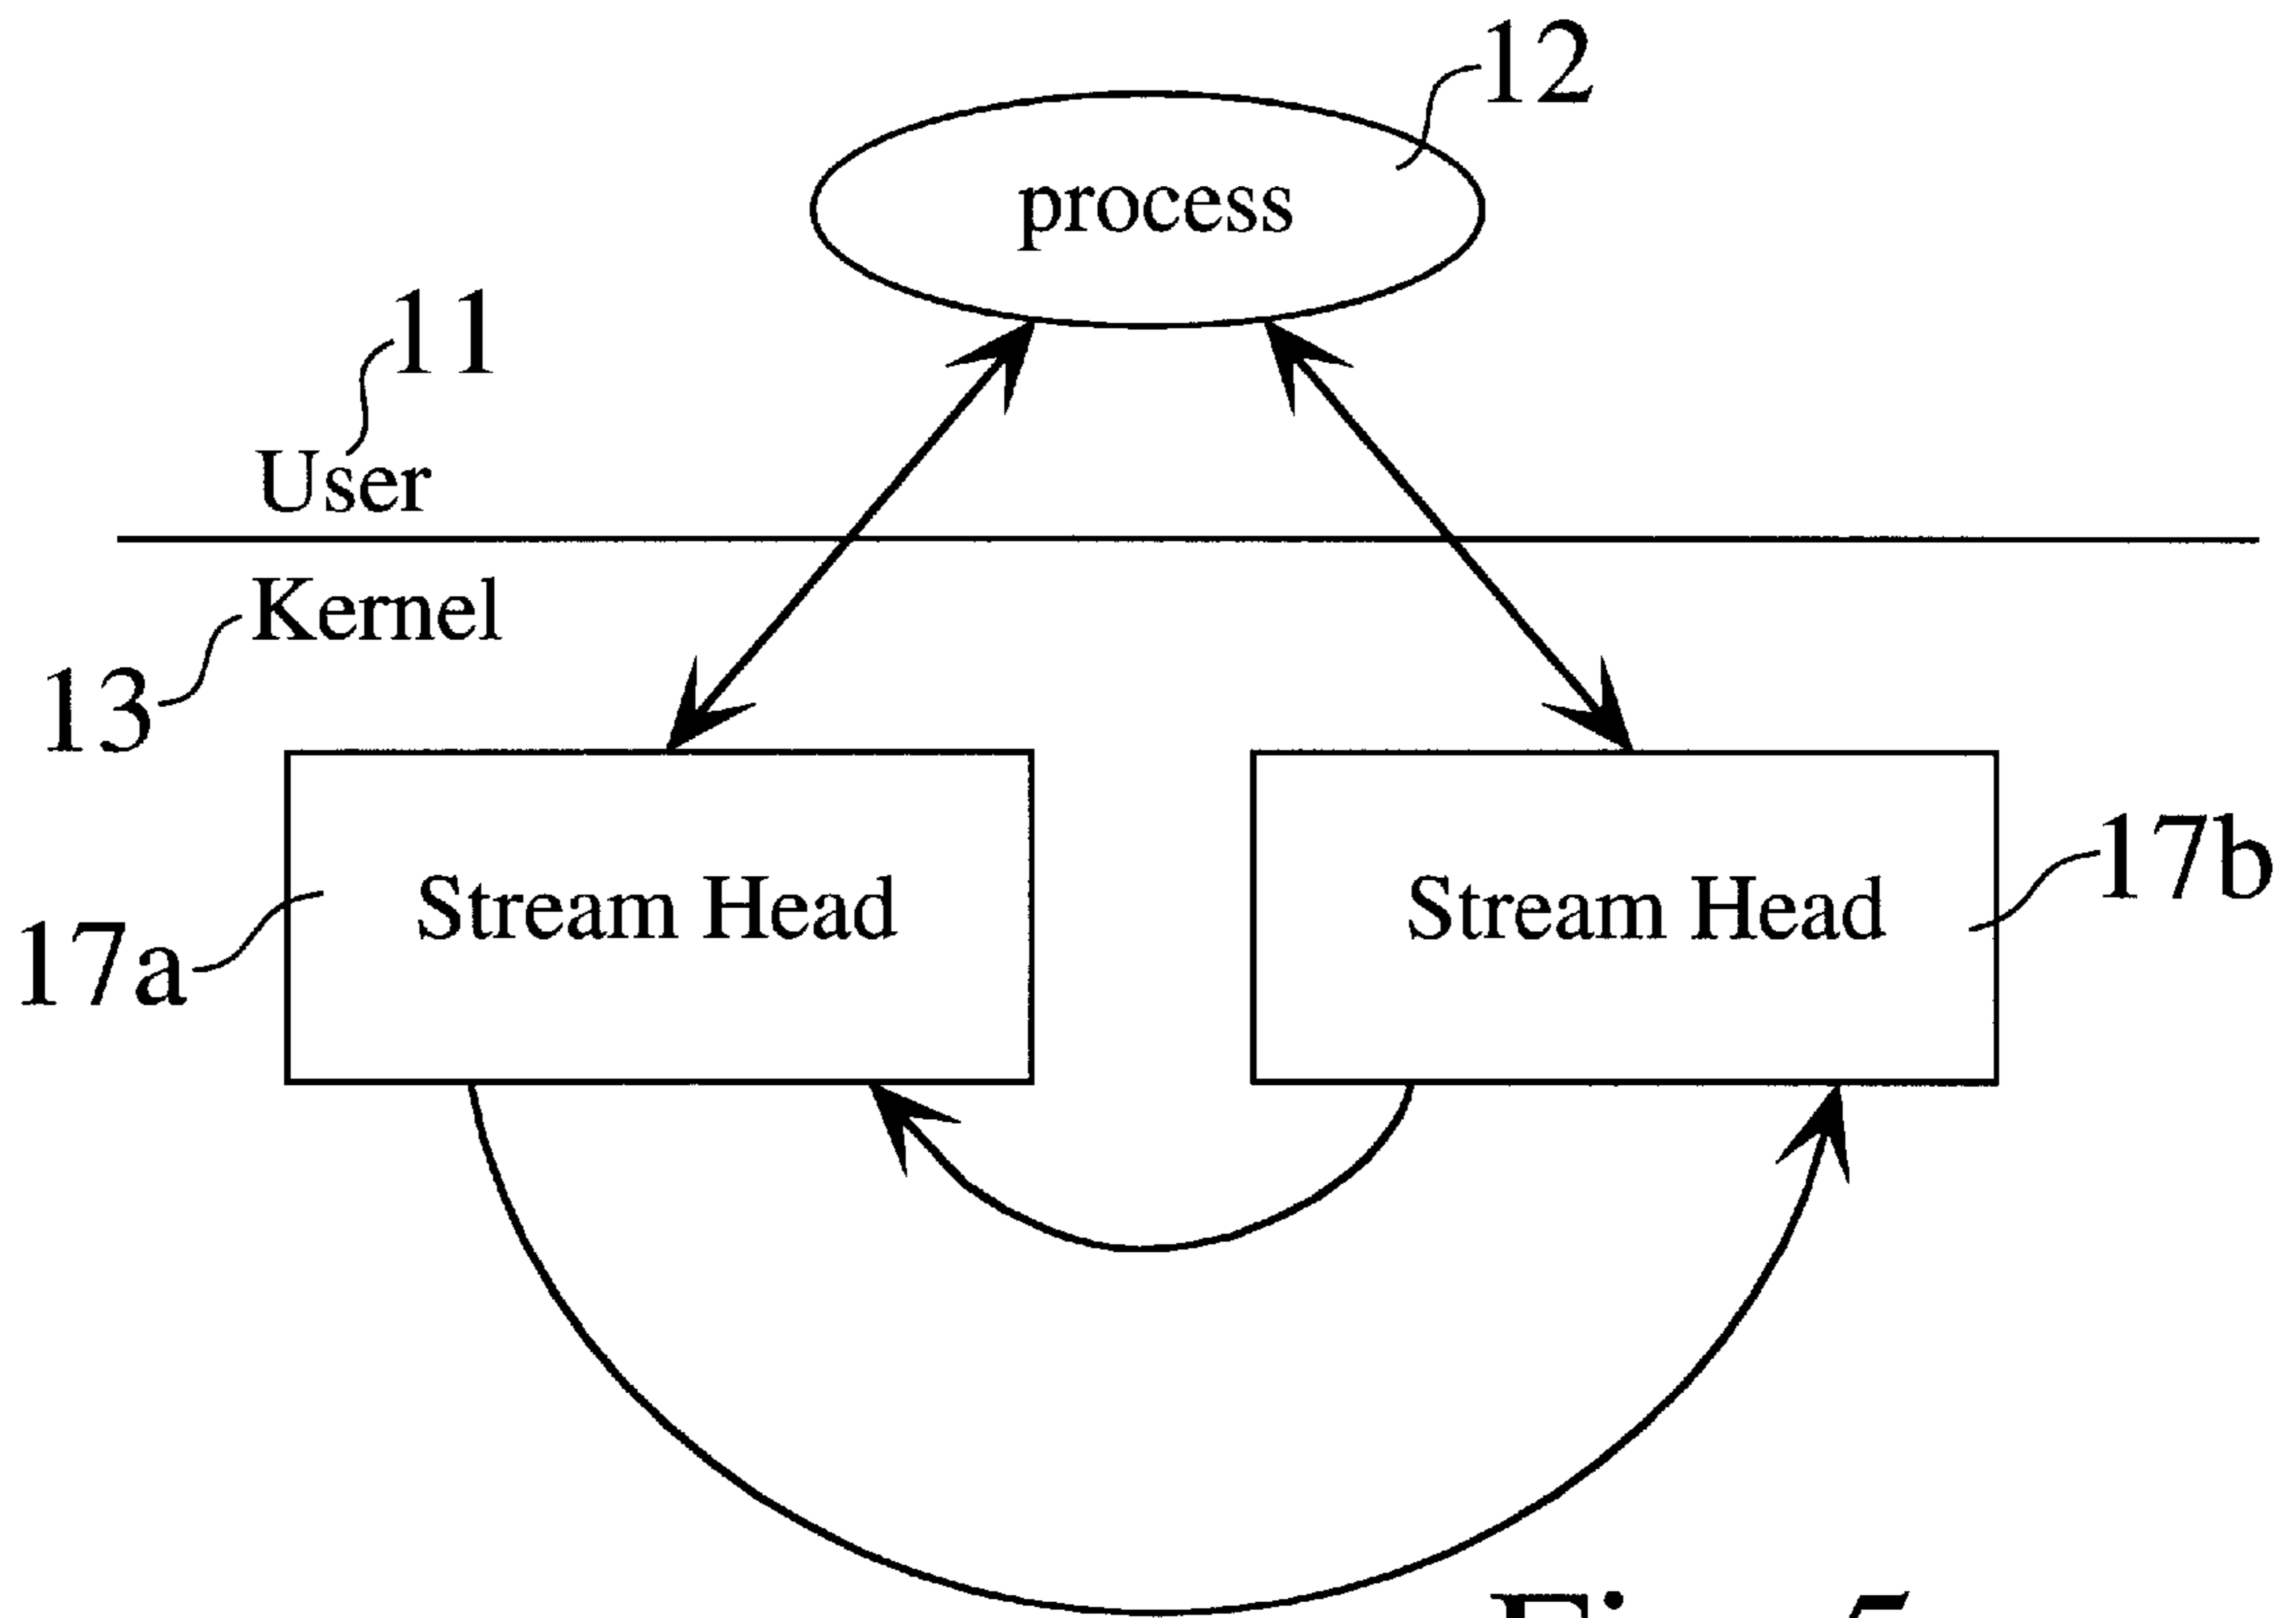 12
process
11
User
Kernel
13
Stream Head
Stream Head
17b
17a